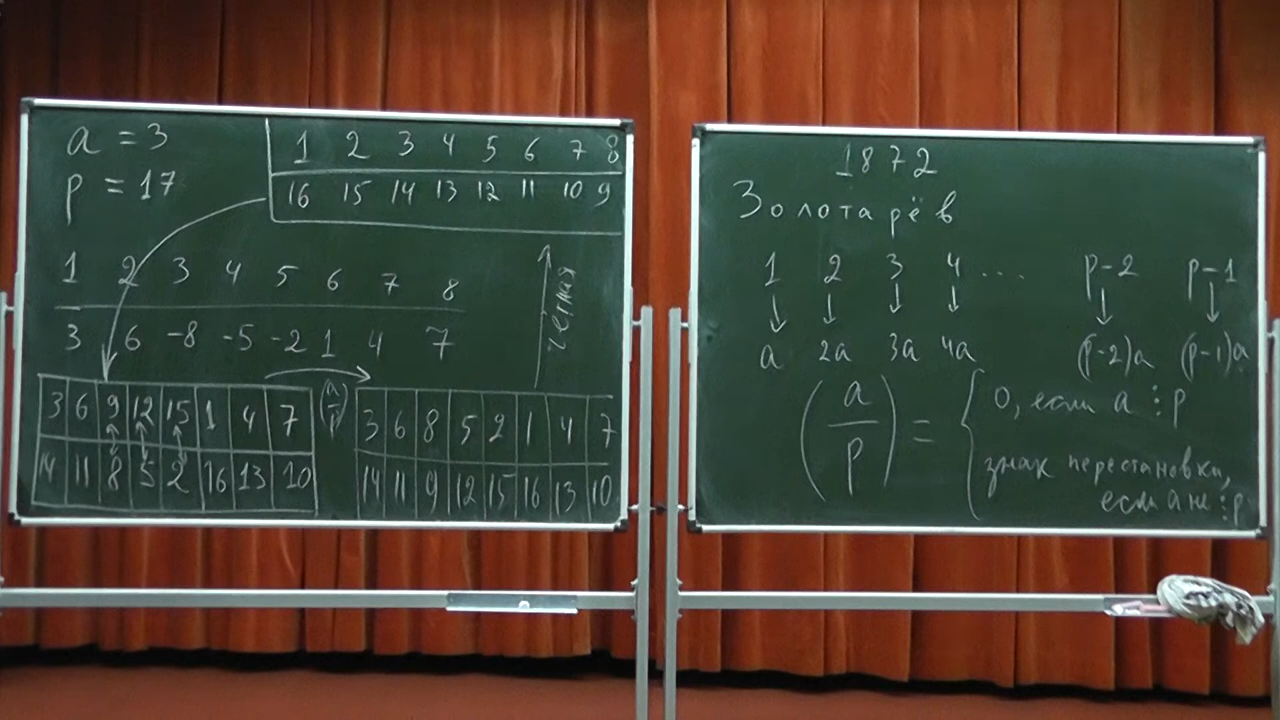 a = 3
p = 17
1 2 3 4 5 6 7 8
16 15 14 13 12 11 10 9
1 2 3 4 5 6 7 8
3 6 -8 -5 -2 1 4 7
чётная
3 6 9 12 15 1 4 7
14 11 8 5 2 16 13 10
(a/p)
3 6 8 5 2 1 4 7
14 11 9 12 15 16 13 10
1872
Золотарёв
1 2 3 4 .... p-2 p-1
↓ ↓ ↓ ↓ ↓ ↓
a 2a 3a 4a (p-2)a (p-1)a
(a/p) = {
0, если a ⋮ p
знак перестановки,
если a не ⋮ p